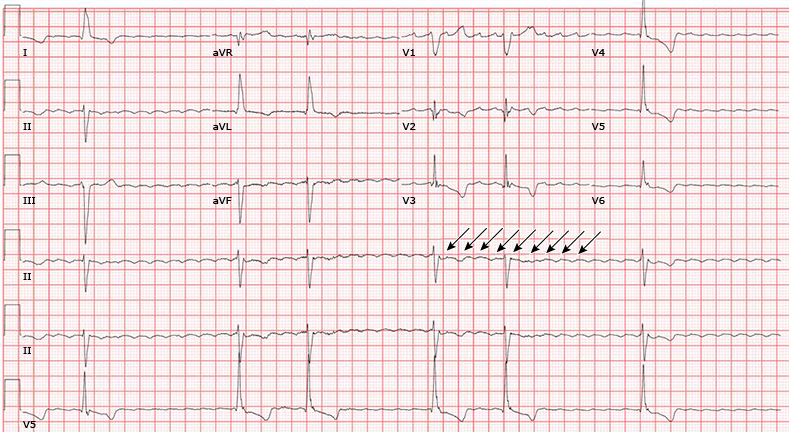 I aVR V1 V4
II aVL V2 V5
III aVF V3 V6
II
II
V5